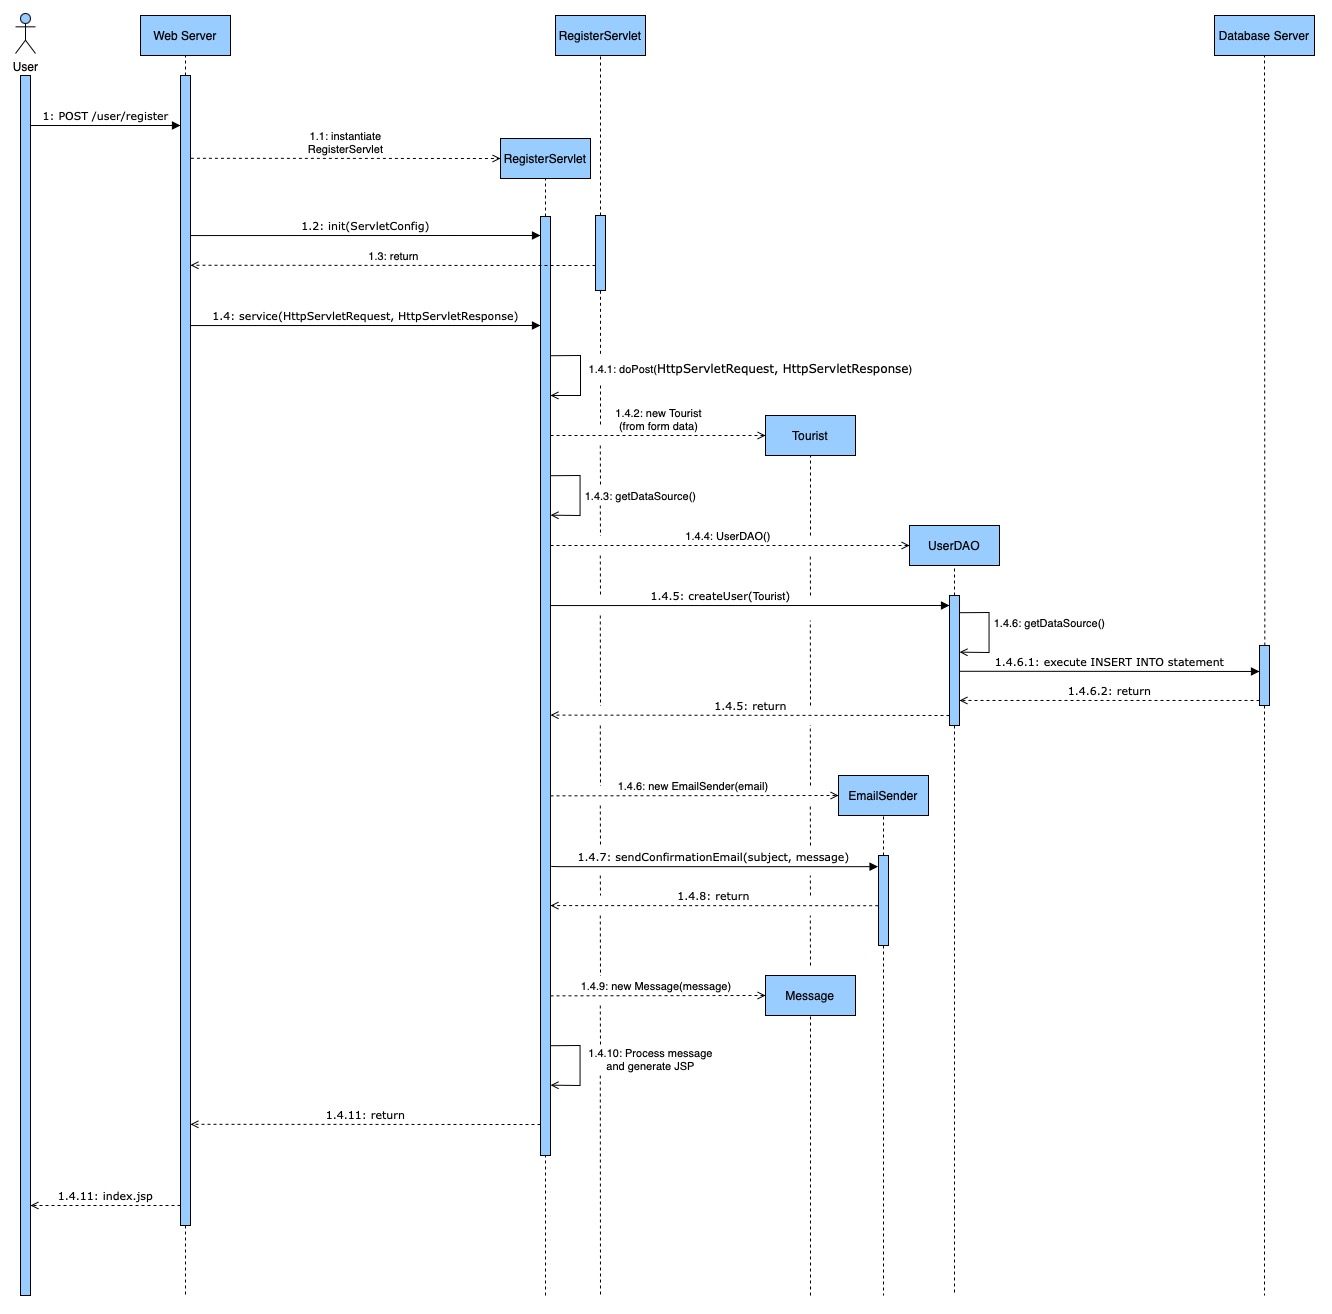 User
Web Server
RegisterServlet
Database Server
1: POST /user/register
1.1: instantiate
RegisterServlet
RegisterServlet
1.2: init(ServletConfig)
1.3: return
1.4: service(HttpServletRequest, HttpServletResponse)
1.4.1: doPost(HttpServletRequest, HttpServletResponse)
1.4.2: new Tourist
(from form data)
Tourist
1.4.3: getDataSource()
1.4.4: UserDAO()
UserDAO
1.4.5: createUser(Tourist)
1.4.6: getDataSource()
1.4.6.1: execute INSERT INTO statement
1.4.6.2: return
1.4.5: return
1.4.6: new EmailSender(email)
EmailSender
1.4.7: sendConfirmationEmail(subject, message)
1.4.8: return
1.4.9: new Message(message)
Message
1.4.10: Process message
and generate JSP
1.4.11: return
1.4.11: index.jsp